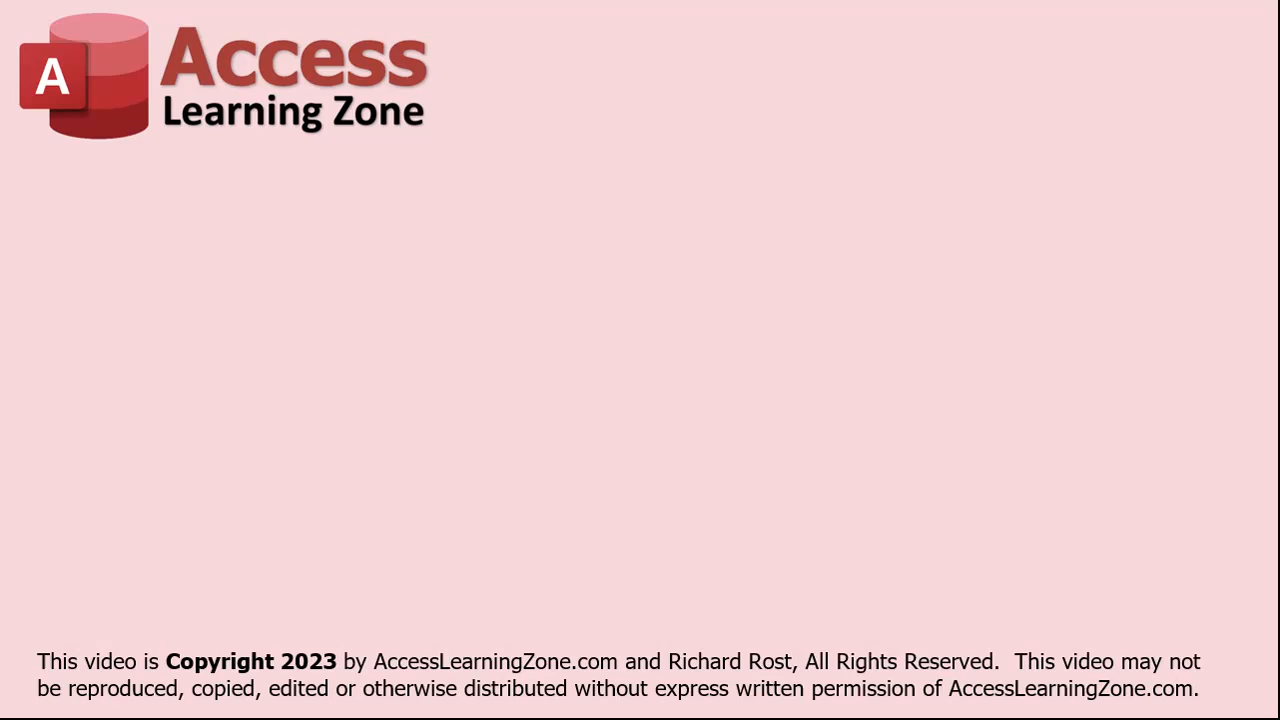 A
Access
Learning Zone
This video is Copyright 2023 by AccessLearningZone.com and Richard Rost, All Rights Reserved.  This video may not
be reproduced, copied, edited or otherwise distributed without express written permission of AccessLearningZone.com.